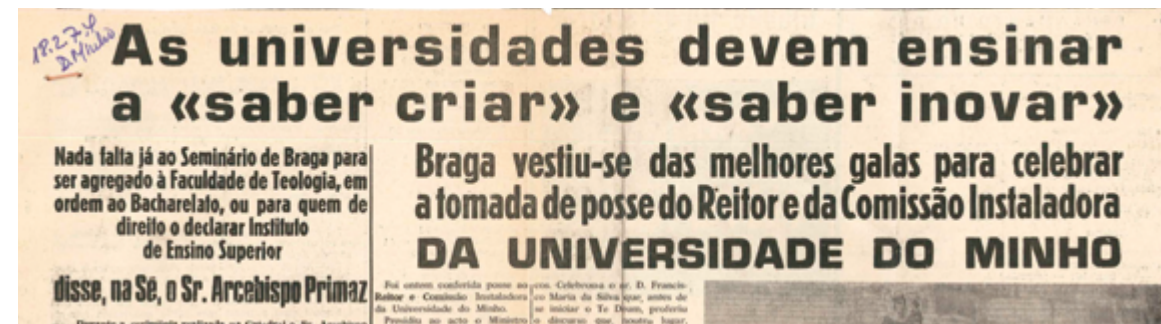 18.2.74
D. Minho
As universidades devem ensinar
a «saber criar» e «saber inovar»
Nada falta já ao Seminário de Braga para
ser agregado à Faculdade de Teologia, em
ordem ao Bacharelato, ou para quem de
direito o declarar Instituto
de Ensino Superior
disse, na Sé, o Sr. Arcebispo Primaz
Braga vestiu-se das melhores galas para celebrar
a tomada de posse do Reitor e da Comissão Instaladora
DA UNIVERSIDADE DO MINHO
Foi ontem conferida posse ao
Reitor e Comissão Instaladora
da Universidade do Minho.
Presidiu ao acto o Ministro
cos. Celebrona o sr. D. Francis-
co Maria da Silva que, antes de
se iniciar o Te Deum, proferiu
o discurso que, noutro lugar,